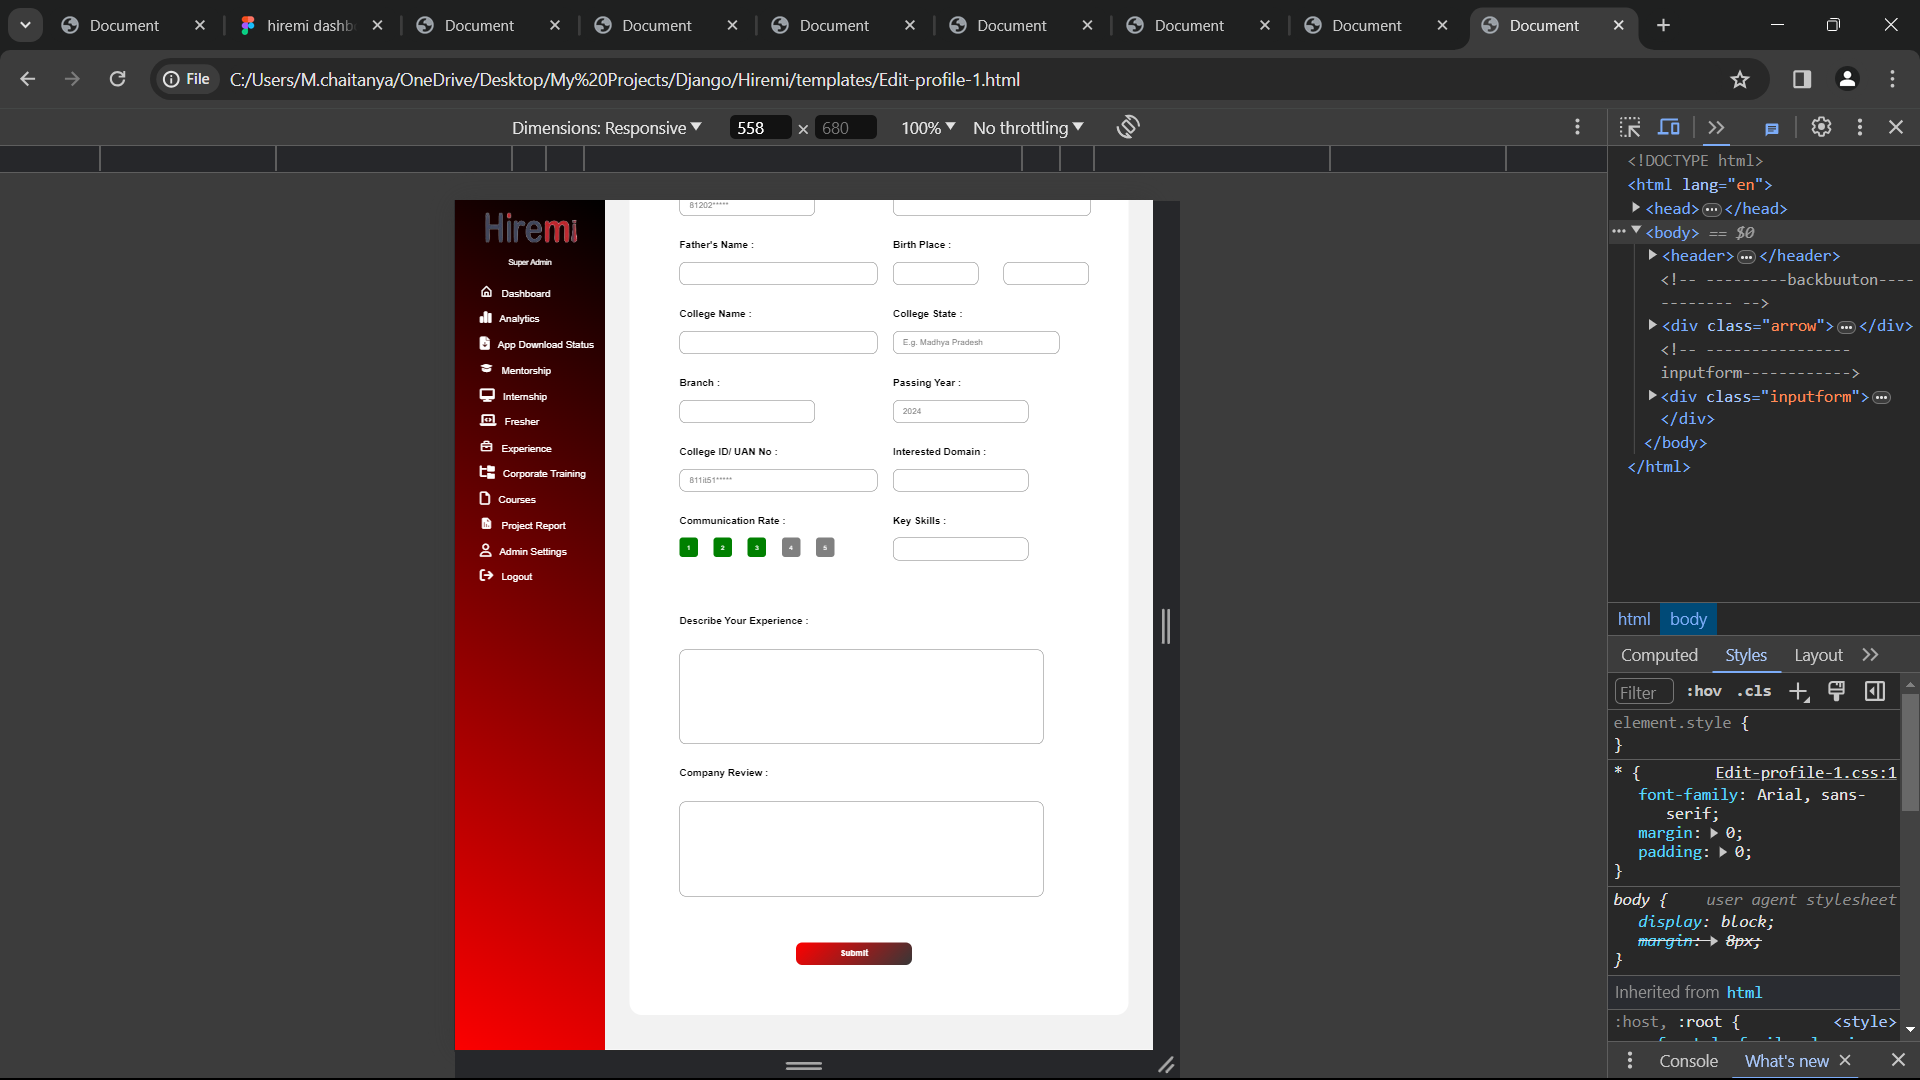 Document
hiremi dashb
Document
Document
Document
Document
Document
Document
Document
File
C:/Users/M.chaitanya/OneDrive/Desktop/My%20Projects/Django/Hiremi/templates/Edit-profile-1.html
Dimensions: Responsive
558 × 680
100%
No throttling
Hiremi
Super Admin
Dashboard
Analytics
App Download Status
Mentorship
Internship
Fresher
Experience
Corporate Training
Courses
Project Report
Admin Settings
Logout
81202*****
Father's Name :
Birth Place :
College Name :
College State :
E.g. Madhya Pradesh
Branch :
Passing Year :
2024
College ID/ UAN No :
Interested Domain :
811it51*****
Communication Rate :
Key Skills :
1 2 3 4 5
Describe Your Experience :
Company Review :
Submit
<!DOCTYPE html>
<html lang="en">
<head> ••• </head>
••• <body> == $0
<header> ••• </header>
<!-- ---------backbuuton----
-------- -->
<div class="arrow"> ••• </div>
<!-- ----------------
inputform------------>
<div class="inputform"> •••
</div>
</body>
</html>
html body
Computed Styles Layout
Filter :hov .cls
element.style {
}
* { Edit-profile-1.css:1
font-family: Arial, sans-
serif;
margin: 0;
padding: 0;
}
body { user agent stylesheet
display: block;
margin: 8px;
}
Inherited from html
:host, :root { <style>
Console What's new